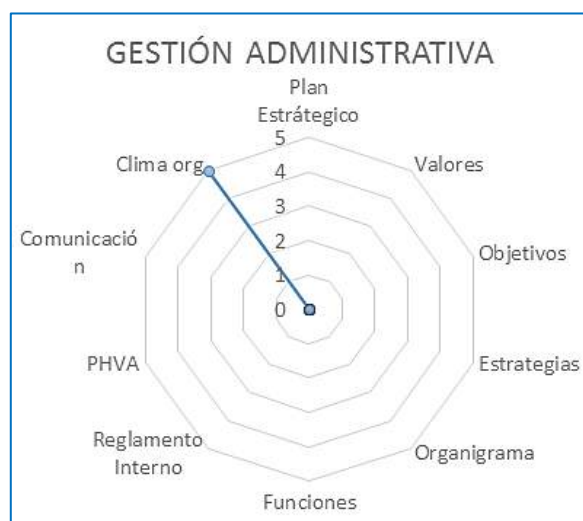 GESTIÓN ADMINISTRATIVA
Plan
Estrátegico
Valores
Objetivos
Estrategias
Organigrama
Funciones
Reglamento
Interno
PHVA
Comunicació
n
Clima org
5
4
3
2
1
0